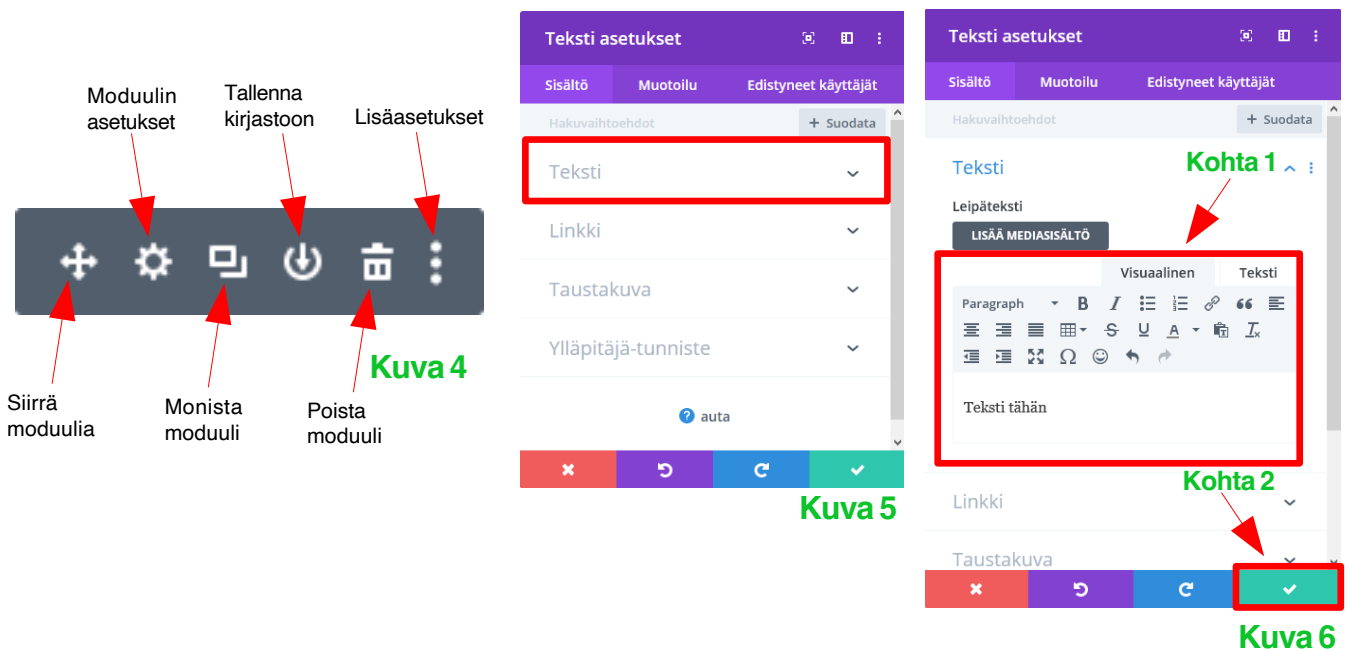 Moduulin
asetukset
Tallenna
kirjastoon
Lisäasetukset
Siirrä
moduulia
Monista
moduuli
Poista
moduuli
Kuva 4
Teksti asetukset
Sisältö Muotoilu Edistyneet käyttäjät
Hakuvaihtoehdot + Suodata
Teksti
Linkki
Taustakuva
Ylläpitäjä-tunniste
? auta
Kuva 5
Teksti asetukset
Sisältö Muotoilu Edistyneet käyttäjät
Hakuvaihtoehdot + Suodata
Teksti
Kohta 1
Leipäteksti
LISÄÄ MEDIASISÄLTÖ
Visuaalinen Teksti
Paragraph B I
U A
Ω
Teksti tähän
Kohta 2
Linkki
Taustakuva
Kuva 6